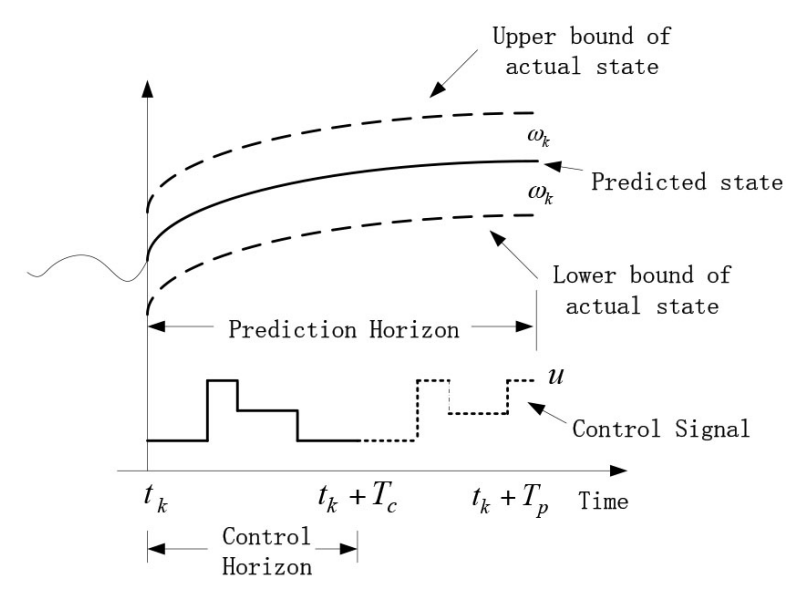 Upper bound of
actual state
ω_k
Predicted state
ω_k
Lower bound of
actual state
Prediction Horizon
u
Control Signal
t_k
t_k + T_c
t_k + T_p
Time
Control
Horizon